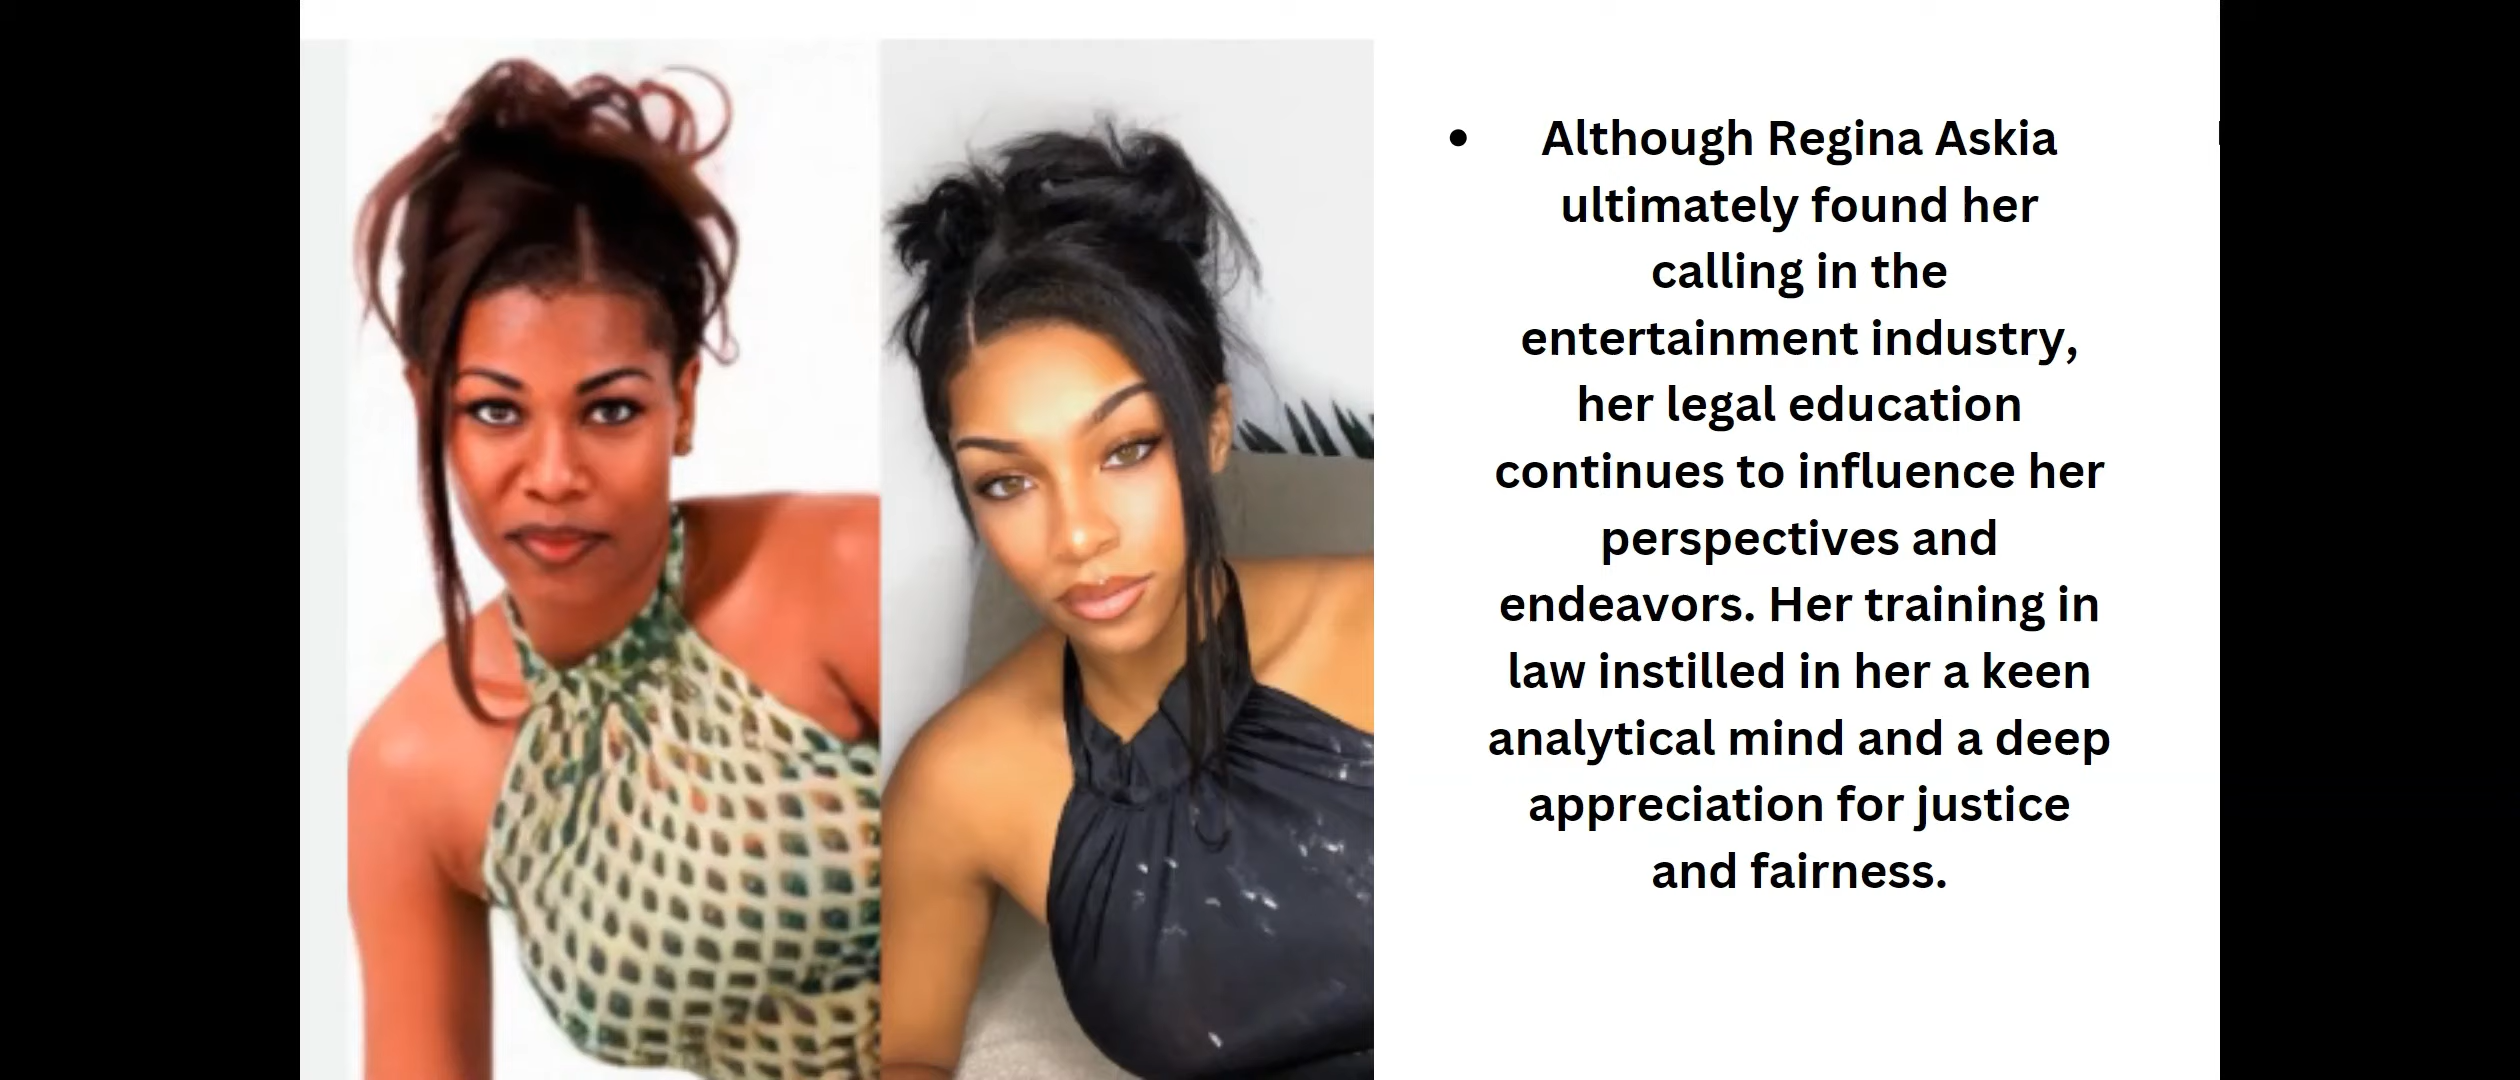 • Although Regina Askia
ultimately found her
calling in the
entertainment industry,
her legal education
continues to influence her
perspectives and
endeavors. Her training in
law instilled in her a keen
analytical mind and a deep
appreciation for justice
and fairness.